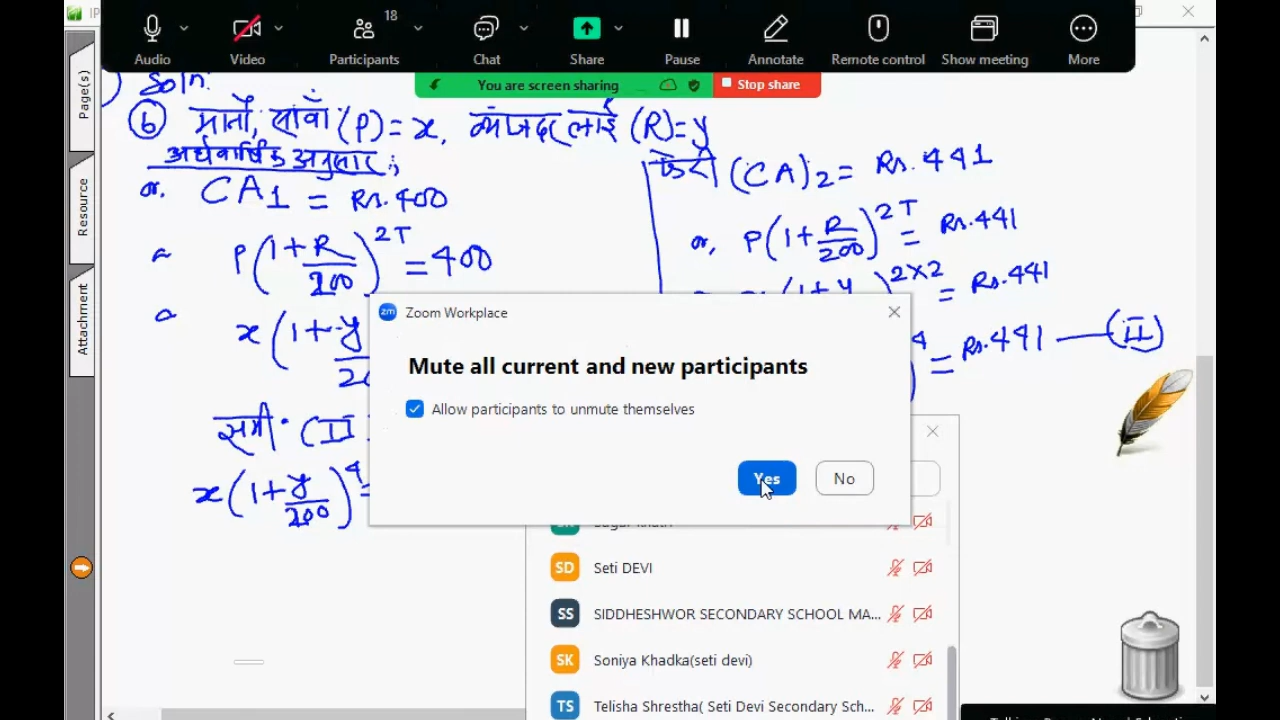 18
Audio
Video
Participants
Chat
Share
Pause
Annotate
Remote control
Show meeting
More
You are screen sharing
Stop share
Page(s)
Resource
Attachment
Soln.
(b) मानौं, साँवा (P) = x, ब्याजदर लाई (R) = y
अर्धवार्षिक अनुसार,
or. CA1 = Rs. 400
P(1+R/200)^2T = 400
x(1+y
समी. (II
x(1+y/200)^4 =
फेरी (CA)2 = Rs. 441
or, P(1+R/200)^2T = Rs. 441
(1+y )^2×2 = Rs. 441
4 = Rs. 441 — (II)
Zoom Workplace
Mute all current and new participants
Allow participants to unmute themselves
Yes
No
SD Seti DEVI
SS SIDDHESHWOR SECONDARY SCHOOL MA...
SK Soniya Khadka(seti devi)
TS Telisha Shrestha( Seti Devi Secondary Sch...